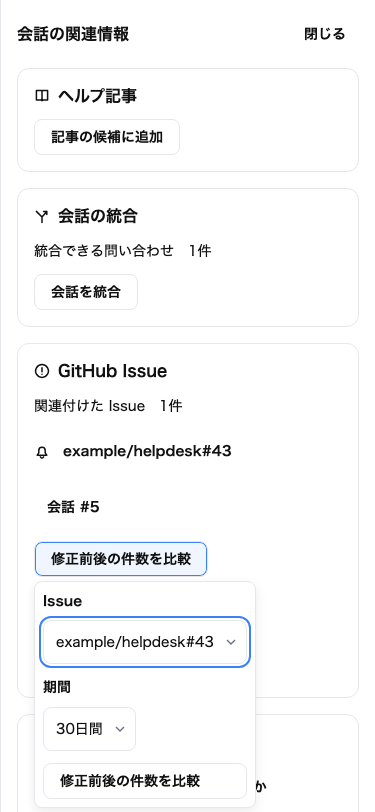 会話の関連情報
閉じる
ヘルプ記事
記事の候補に追加
会話の統合
統合できる問い合わせ 1件
会話を統合
GitHub Issue
関連付けた Issue 1件
example/helpdesk#43
会話 #5
修正前後の件数を比較
Issue
example/helpdesk#43
期間
30日間
修正前後の件数を比較
か